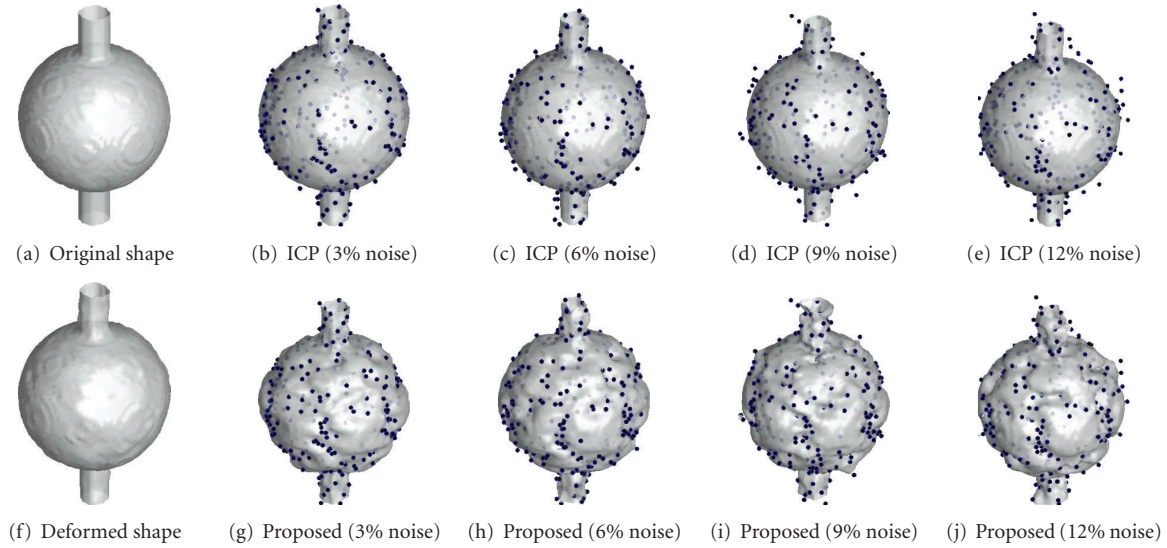 (a) Original shape
(b) ICP (3% noise)
(c) ICP (6% noise)
(d) ICP (9% noise)
(e) ICP (12% noise)
(f) Deformed shape
(g) Proposed (3% noise)
(h) Proposed (6% noise)
(i) Proposed (9% noise)
(j) Proposed (12% noise)